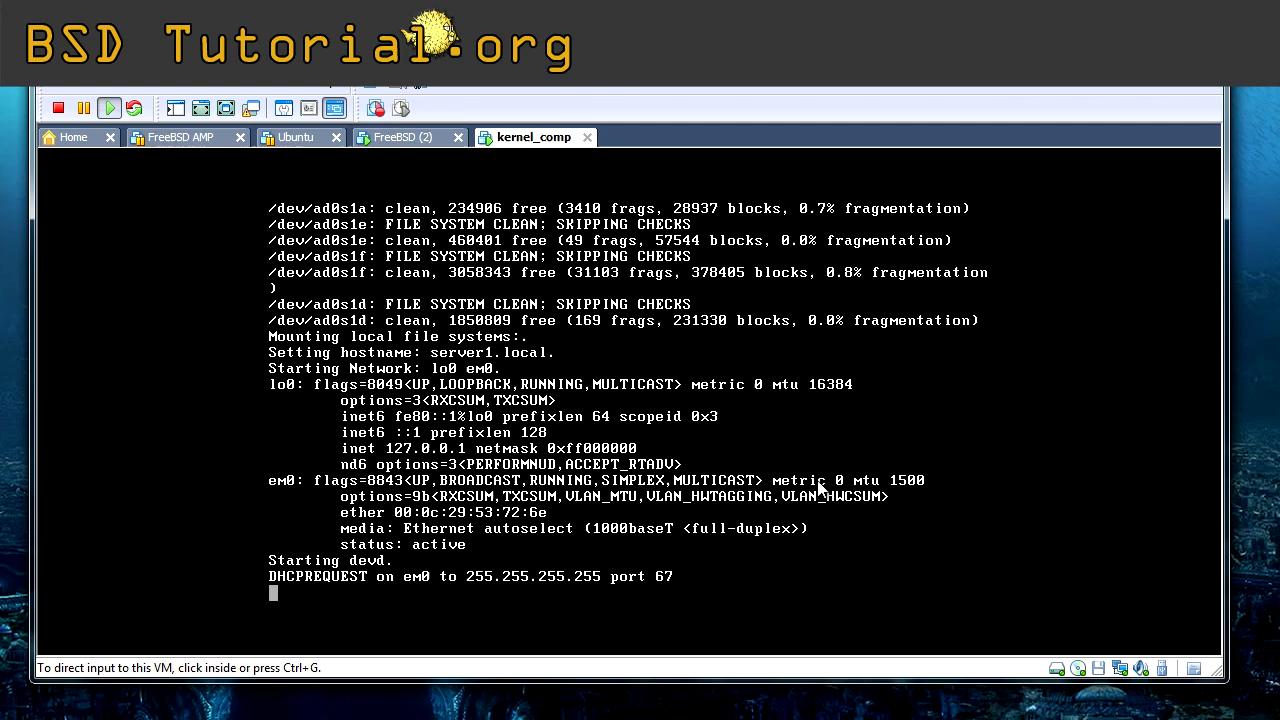 BSD Tutorial.org
Home
FreeBSD AMP
Ubuntu
FreeBSD (2)
kernel_comp
/dev/ad0s1a: clean, 234906 free (3410 frags, 28937 blocks, 0.7% fragmentation)
/dev/ad0s1e: FILE SYSTEM CLEAN; SKIPPING CHECKS
/dev/ad0s1e: clean, 460401 free (49 frags, 57544 blocks, 0.0% fragmentation)
/dev/ad0s1f: FILE SYSTEM CLEAN; SKIPPING CHECKS
/dev/ad0s1f: clean, 3058343 free (31103 frags, 378405 blocks, 0.8% fragmentation
)
/dev/ad0s1d: FILE SYSTEM CLEAN; SKIPPING CHECKS
/dev/ad0s1d: clean, 1850809 free (169 frags, 231330 blocks, 0.0% fragmentation)
Mounting local file systems:.
Setting hostname: server1.local.
Starting Network: lo0 em0.
lo0: flags=8049<UP,LOOPBACK,RUNNING,MULTICAST> metric 0 mtu 16384
options=3<RXCSUM,TXCSUM>
inet6 fe80::1%lo0 prefixlen 64 scopeid 0x3
inet6 ::1 prefixlen 128
inet 127.0.0.1 netmask 0xff000000
nd6 options=3<PERFORMNUD,ACCEPT_RTADV>
em0: flags=8843<UP,BROADCAST,RUNNING,SIMPLEX,MULTICAST> metric 0 mtu 1500
options=9b<RXCSUM,TXCSUM,VLAN_MTU,VLAN_HWTAGGING,VLAN_HWCSUM>
ether 00:0c:29:53:72:6e
media: Ethernet autoselect (1000baseT <full-duplex>)
status: active
Starting devd.
DHCPREQUEST on em0 to 255.255.255.255 port 67
To direct input to this VM, click inside or press Ctrl+G.